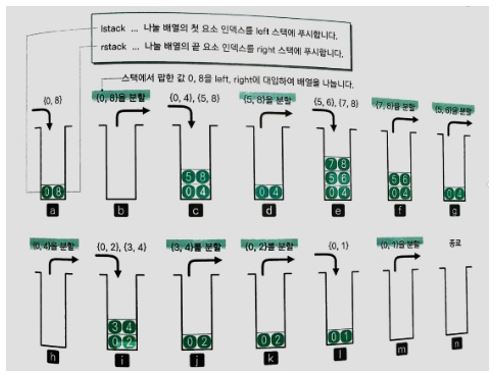 lstack ... 나눌 배열의 첫 요소 인덱스를 left 스택에 푸시합니다.
rstack ... 나눌 배열의 끝 요소 인덱스를 right 스택에 푸시합니다.
스택에서 팝한 값 0, 8을 left, right에 대입하여 배열을 나눕니다.
{0, 8} {0, 8}을 분할 {0, 4}, {5, 8} {5, 8}을 분할 {5, 6}, {7, 8} {7, 8}을 분할 {5, 6}을 분할
7 8
5 8 5 6 5 6
0 8 0 4 0 4 0 4 0 4 0 4
a b c d e f g
{0, 4}을 분할 {0, 2}, {3, 4} {3, 4}를 분할 {0, 2}를 분할 {0, 1} {0, 1}을 분할 종료
3 4
0 2 0 2 0 2 0 1
h i j k l m n